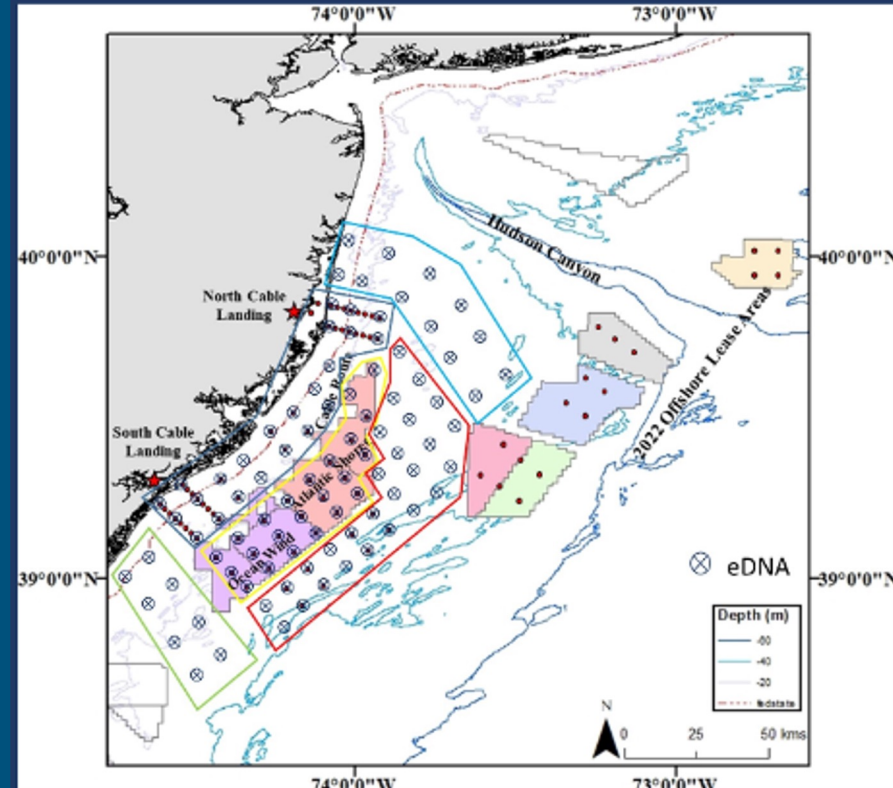 74°0'0"W
73°0'0"W
40°0'0"N
40°0'0"N
Hudson Canyon
North Cable
Landing
2022 Offshore Lease Areas
Cable Route
South Cable
Landing
Atlantic Shores
Ocean Wind
eDNA
39°0'0"N
39°0'0"N
Depth (m)
-60
-40
-20
fedstate
N
0
25
50 kms
74°0'0"W
73°0'0"W